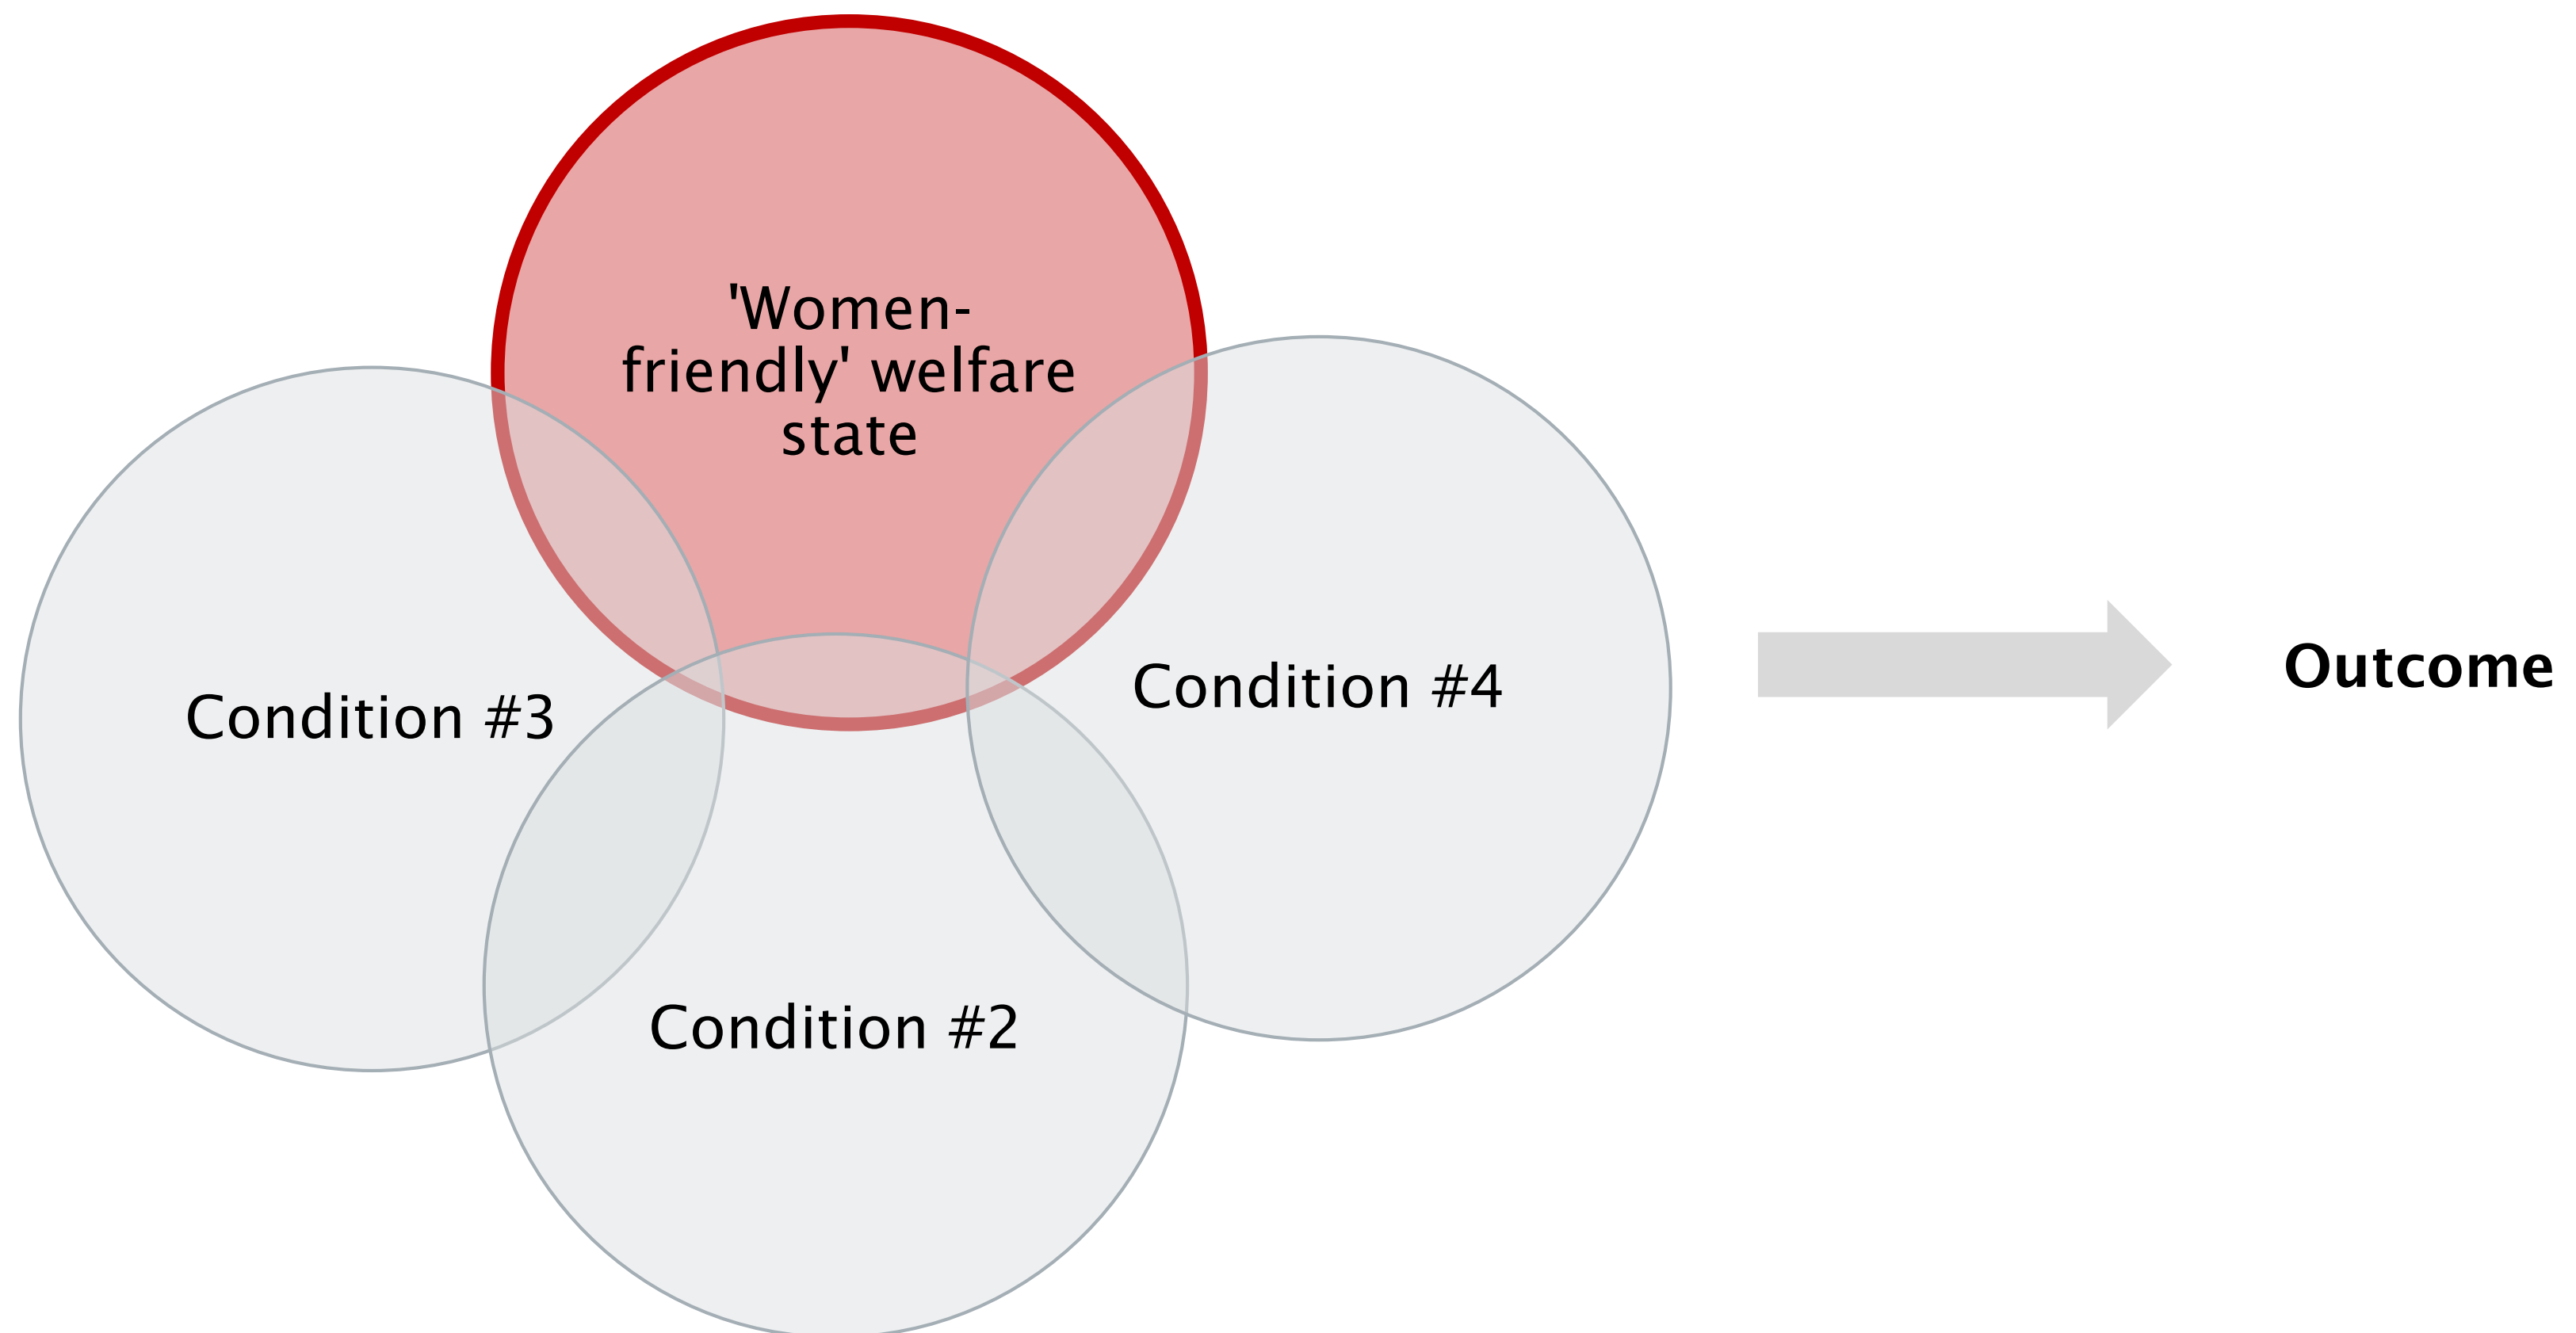 'Women-
friendly' welfare
state
Condition #3
Condition #4
Condition #2
Outcome